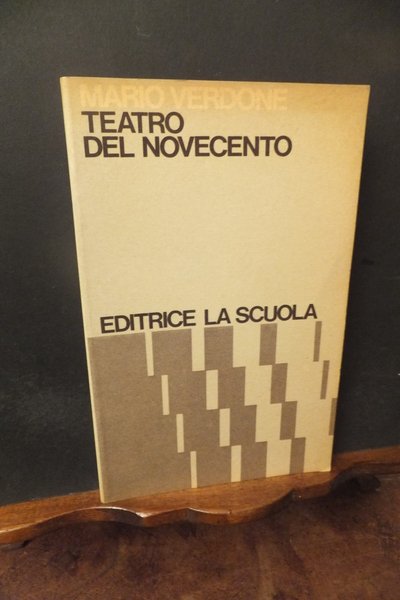 MARIO VERDONE
TEATRO
DEL NOVECENTO
EDITRICE LA SCUOLA